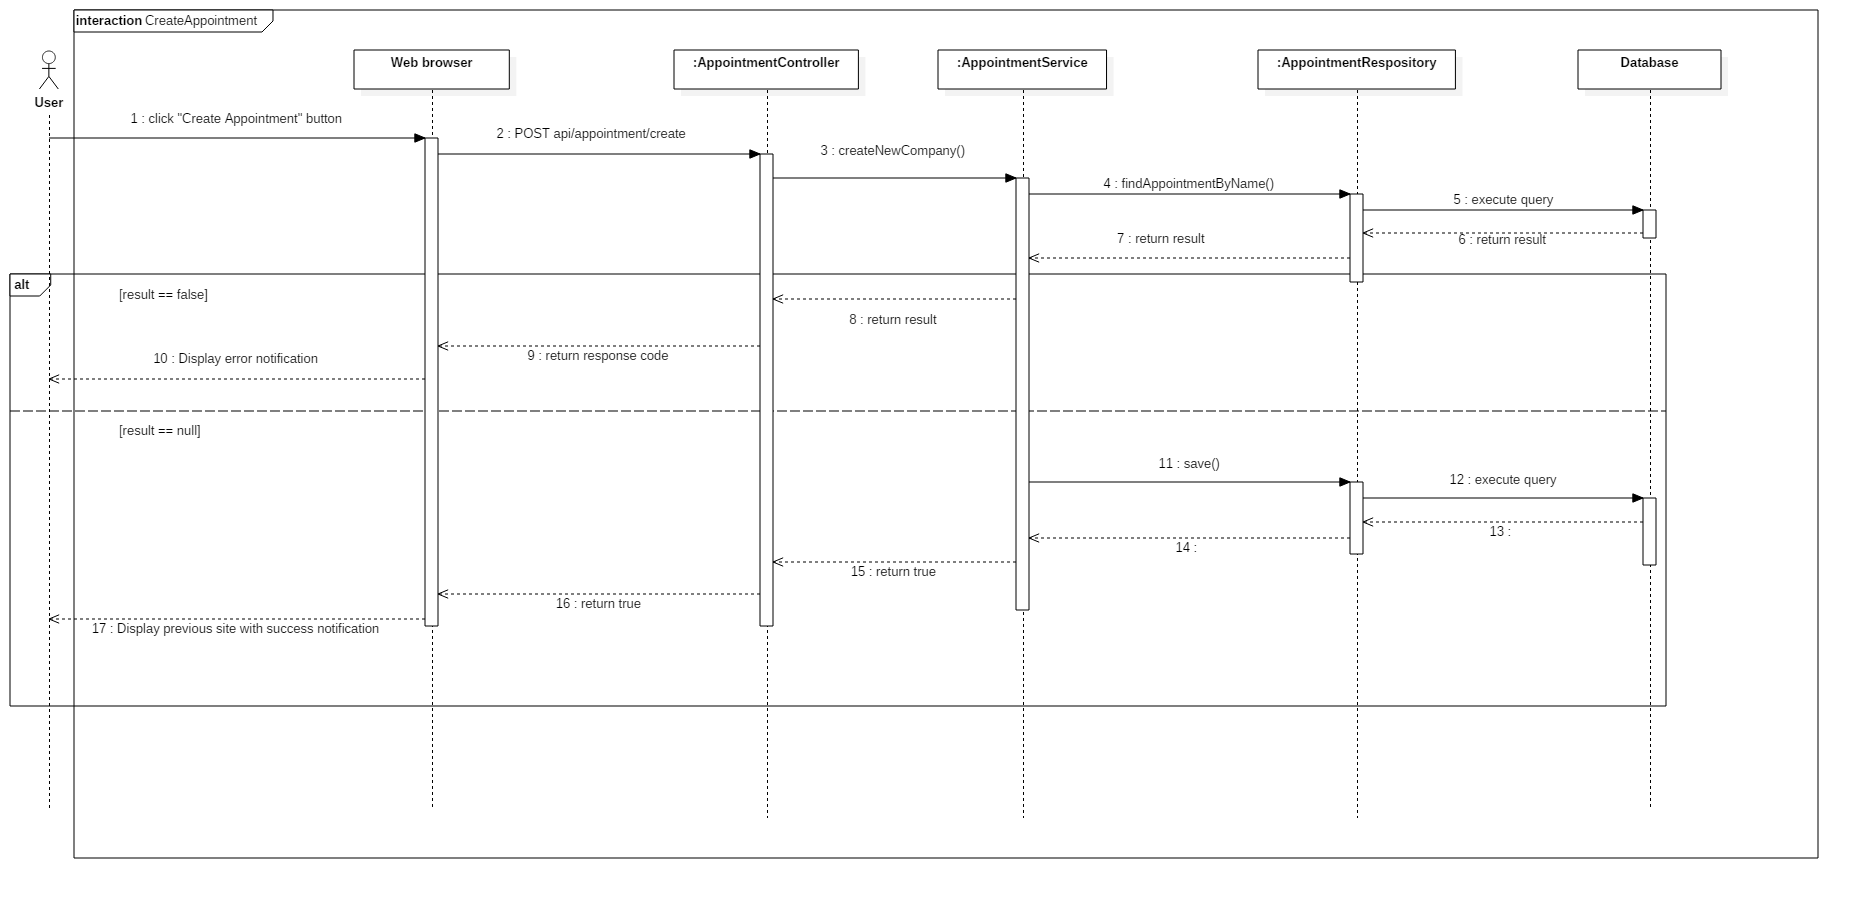 interaction CreateAppointment
Web browser
:AppointmentController
:AppointmentService
:AppointmentRespository
Database
User
1 : click "Create Appointment" button
2 : POST api/appointment/create
3 : createNewCompany()
4 : findAppointmentByName()
5 : execute query
6 : return result
7 : return result
alt
[result == false]
8 : return result
9 : return response code
10 : Display error notification
[result == null]
11 : save()
12 : execute query
13 :
14 :
15 : return true
16 : return true
17 : Display previous site with success notification